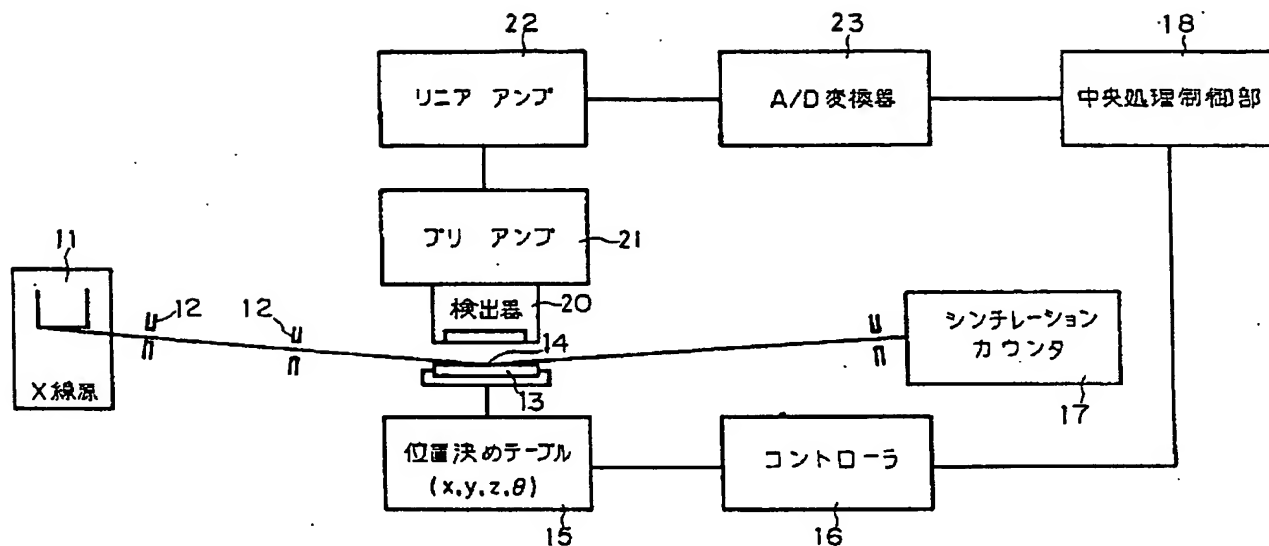 22
23
18
リニア アンプ
A/D変換器
中央処理制御部
プリ アンプ
21
11
12
12
検出器
20
シンチレーション
カウンタ
14
13
17
X線源
位置決めテーブル
(x,y,z,θ)
コントローラ
15
16